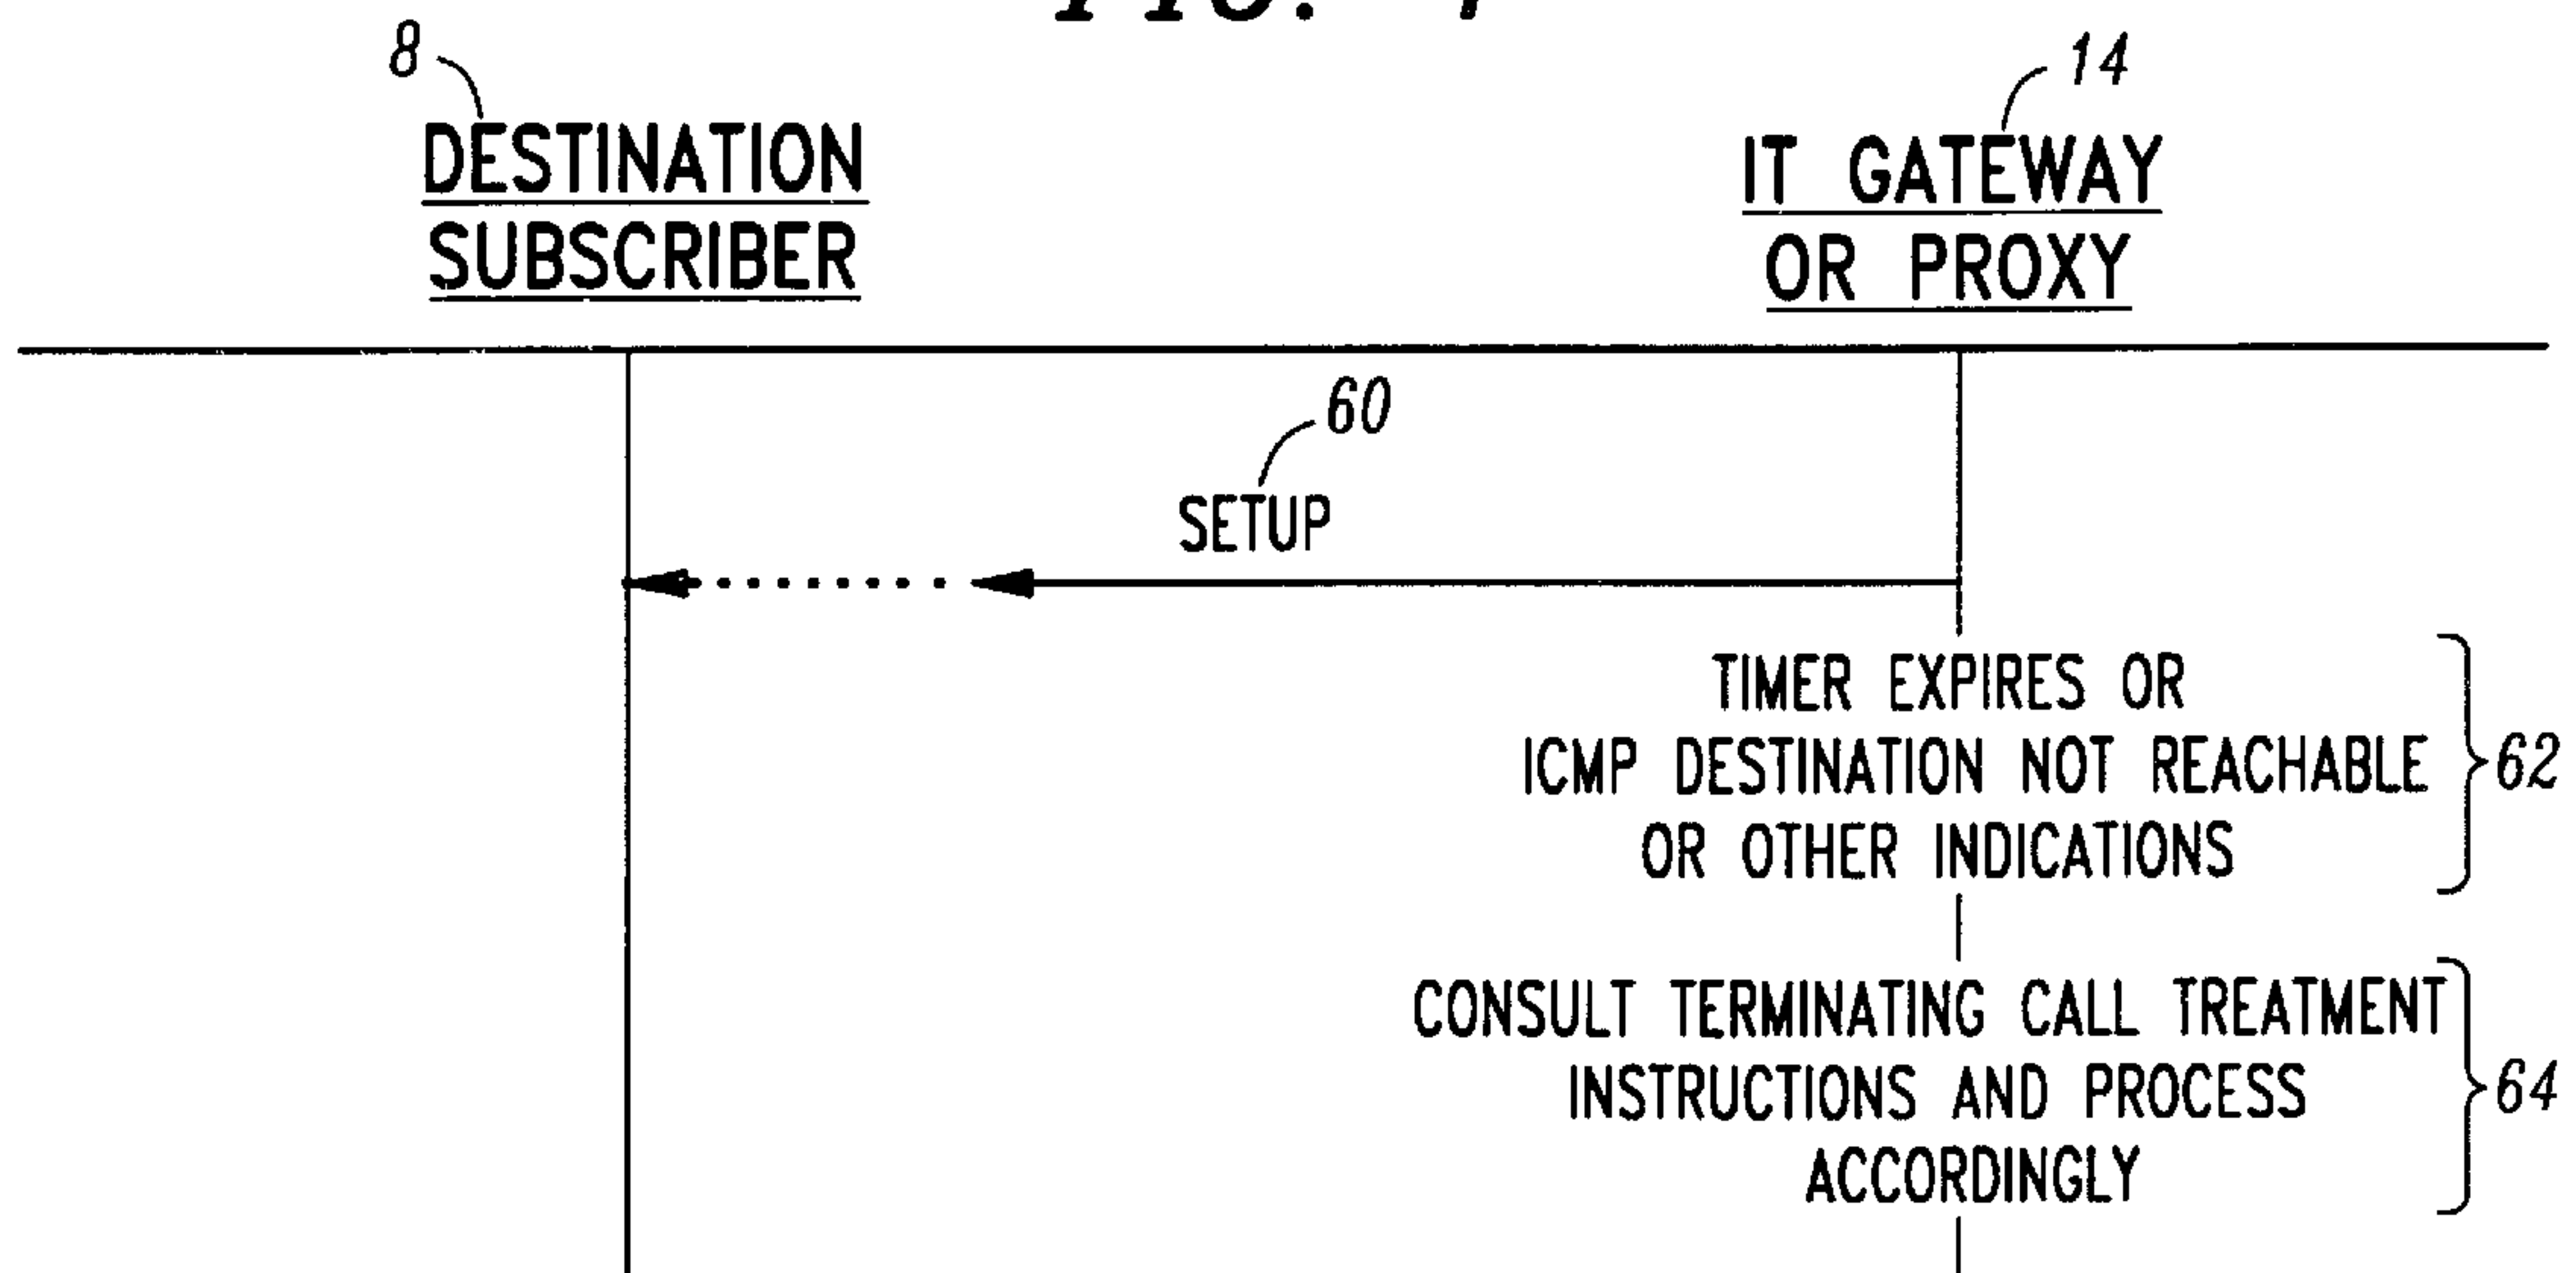 FIG.
8
14
DESTINATION
SUBSCRIBER
IT GATEWAY
OR PROXY
60
SETUP
TIMER EXPIRES OR
ICMP DESTINATION NOT REACHABLE
OR OTHER INDICATIONS
62
CONSULT TERMINATING CALL TREATMENT
INSTRUCTIONS AND PROCESS
ACCORDINGLY
64